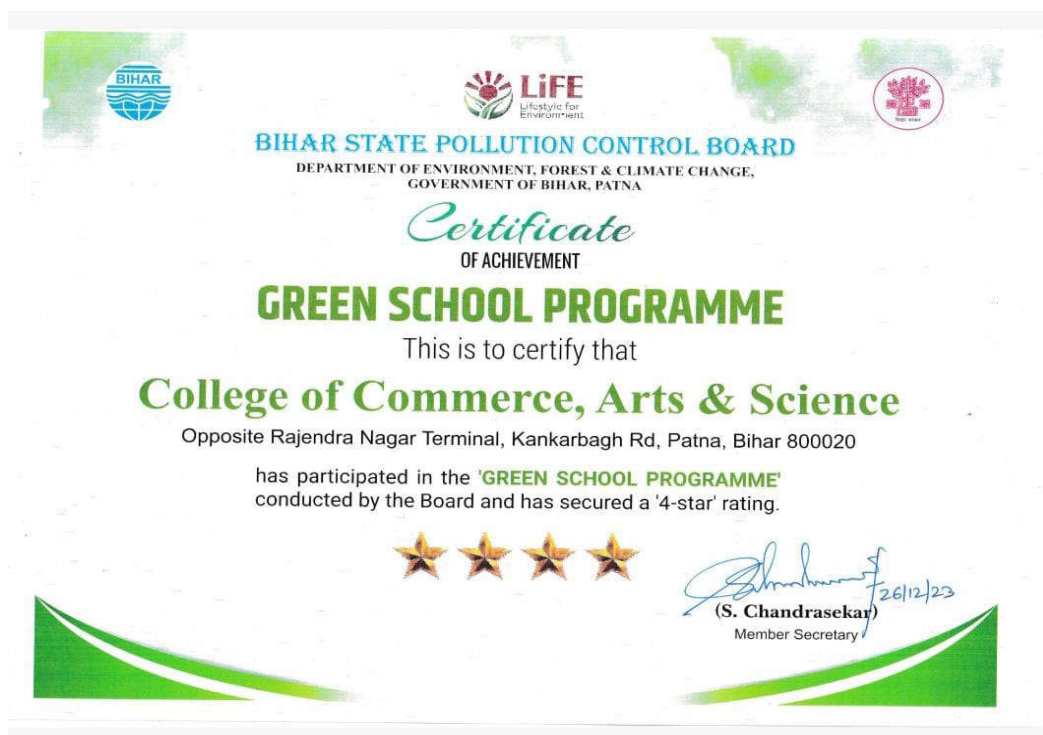 BIHAR
LiFE
Lifestyle for
Environment
BIHAR STATE POLLUTION CONTROL BOARD
DEPARTMENT OF ENVIRONMENT, FOREST & CLIMATE CHANGE,
GOVERNMENT OF BIHAR, PATNA
Certificate
OF ACHIEVEMENT
GREEN SCHOOL PROGRAMME
This is to certify that
College of Commerce, Arts & Science
Opposite Rajendra Nagar Terminal, Kankarbagh Rd, Patna, Bihar 800020
has participated in the 'GREEN SCHOOL PROGRAMME'
conducted by the Board and has secured a '4-star' rating.
26/12/23
(S. Chandrasekar)
Member Secretary